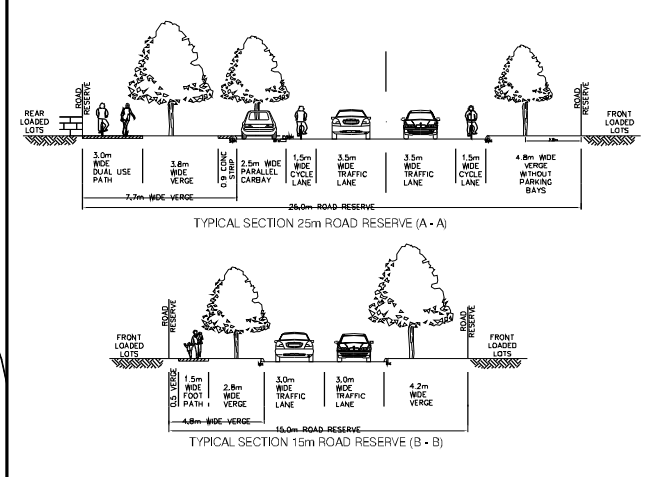 ROAD
RESERVE
ROAD
RESERVE
REAR
LOADED
LOTS
FRONT
LOADED
LOTS
3.0m
WIDE
DUAL USE
PATH
3.8m
WIDE
VERGE
0.9 CONC
STRIP
2.5m WIDE
PARALLEL
CARBAY
1.5m
WIDE
CYCLE
LANE
3.5m
WIDE
TRAFFIC
LANE
3.5m
WIDE
TRAFFIC
LANE
1.5m
WIDE
CYCLE
LANE
4.8m WIDE
VERGE
WITHOUT
PARKING
BAYS
7.7m WIDE VERGE
25.0m ROAD RESERVE
TYPICAL SECTION 25m ROAD RESERVE (A - A)
ROAD
RESERVE
ROAD
RESERVE
FRONT
LOADED
LOTS
FRONT
LOADED
LOTS
0.5 VERGE
1.5m
WIDE
FOOT
PATH
2.8m
WIDE
VERGE
3.0m
WIDE
TRAFFIC
LANE
3.0m
WIDE
TRAFFIC
LANE
4.2m
WIDE
VERGE
4.8m WIDE VERGE
15.0m ROAD RESERVE
TYPICAL SECTION 15m ROAD RESERVE (B - B)